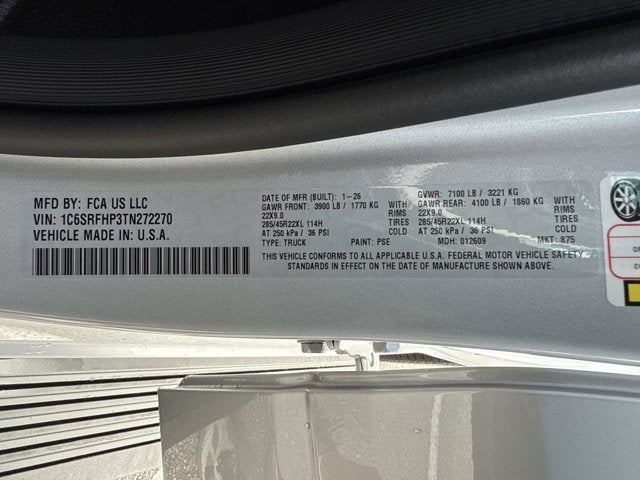 MFD BY: FCA US LLC
VIN: 1C6SRFHP3TN272270
VEHICLE MADE IN: U.S.A.
DATE OF MFR (BUILT): 1-26 GVWR: 7100 LB / 3221 KG
GAWR FRONT: 3900 LB / 1770 KG WITH GAWR REAR: 4100 LB / 1860 KG WITH
22X9.0 RIMS 22X9.0 RIMS
285/45R22XL 114H TIRES 285/45R22XL 114H TIRES
AT 250 kPa / 36 PSI COLD AT 250 kPa / 36 PSI COLD
TYPE: TRUCK PAINT: PSE MDH: 012609 MKT: B75
THIS VEHICLE CONFORMS TO ALL APPLICABLE U.S.A. FEDERAL MOTOR VEHICLE SAFETY
STANDARDS IN EFFECT ON THE DATE OF MANUFACTURE SHOWN ABOVE.